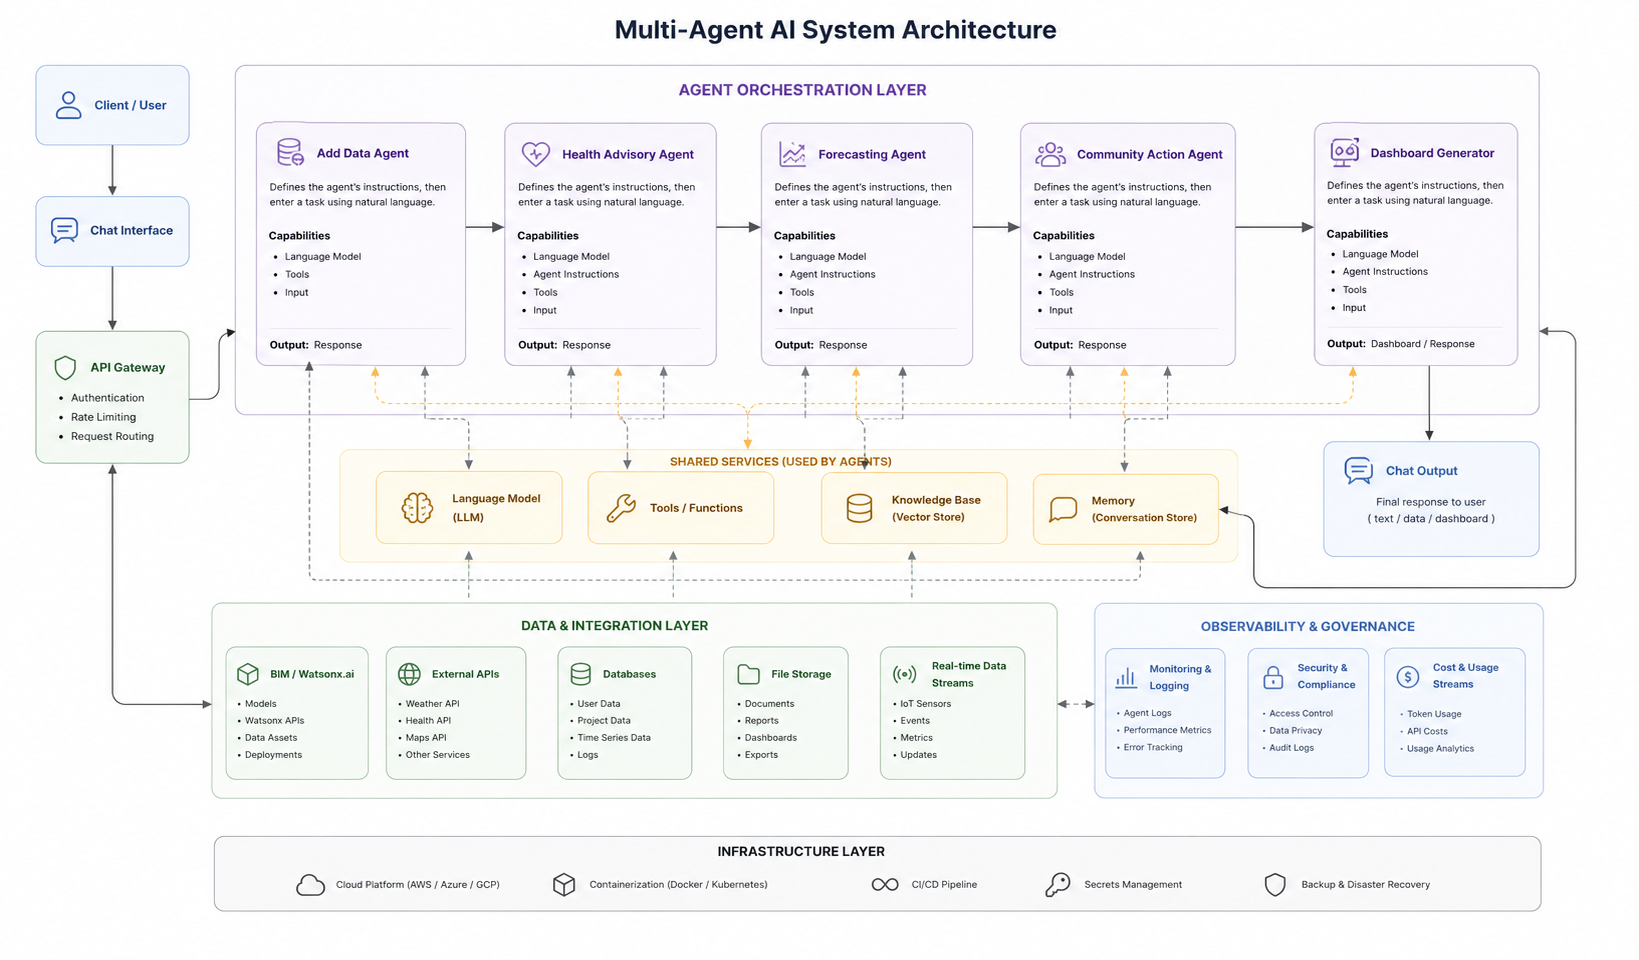 Multi-Agent AI System Architecture
Client / User
Chat Interface
API Gateway
• Authentication
• Rate Limiting
• Request Routing
AGENT ORCHESTRATION LAYER
Add Data Agent
Defines the agent's instructions, then
enter a task using natural language.
Capabilities
• Language Model
• Tools
• Input
Output: Response
Health Advisory Agent
Defines the agent's instructions, then
enter a task using natural language.
Capabilities
• Language Model
• Agent Instructions
• Tools
• Input
Output: Response
Forecasting Agent
Defines the agent's instructions, then
enter a task using natural language.
Capabilities
• Language Model
• Agent Instructions
• Tools
• Input
Output: Response
Community Action Agent
Defines the agent's instructions, then
enter a task using natural language.
Capabilities
• Language Model
• Agent Instructions
• Tools
• Input
Output: Response
Dashboard Generator
Defines the agent's instructions, then
enter a task using natural language.
Capabilities
• Language Model
• Agent Instructions
• Tools
• Input
Output: Dashboard / Response
SHARED SERVICES (USED BY AGENTS)
Language Model
(LLM)
Tools / Functions
Knowledge Base
(Vector Store)
Memory
(Conversation Store)
Chat Output
Final response to user
( text / data / dashboard )
DATA & INTEGRATION LAYER
BIM / Watsonx.ai
• Models
• Watsonx APIs
• Data Assets
• Deployments
External APIs
• Weather API
• Health API
• Maps API
• Other Services
Databases
• User Data
• Project Data
• Time Series Data
• Logs
File Storage
• Documents
• Reports
• Dashboards
• Exports
Real-time Data
Streams
• IoT Sensors
• Events
• Metrics
• Updates
OBSERVABILITY & GOVERNANCE
Monitoring &
Logging
• Agent Logs
• Performance Metrics
• Error Tracking
Security &
Compliance
• Access Control
• Data Privacy
• Audit Logs
Cost & Usage
Streams
• Token Usage
• API Costs
• Usage Analytics
INFRASTRUCTURE LAYER
Cloud Platform (AWS / Azure / GCP)
Containerization (Docker / Kubernetes)
CI/CD Pipeline
Secrets Management
Backup & Disaster Recovery